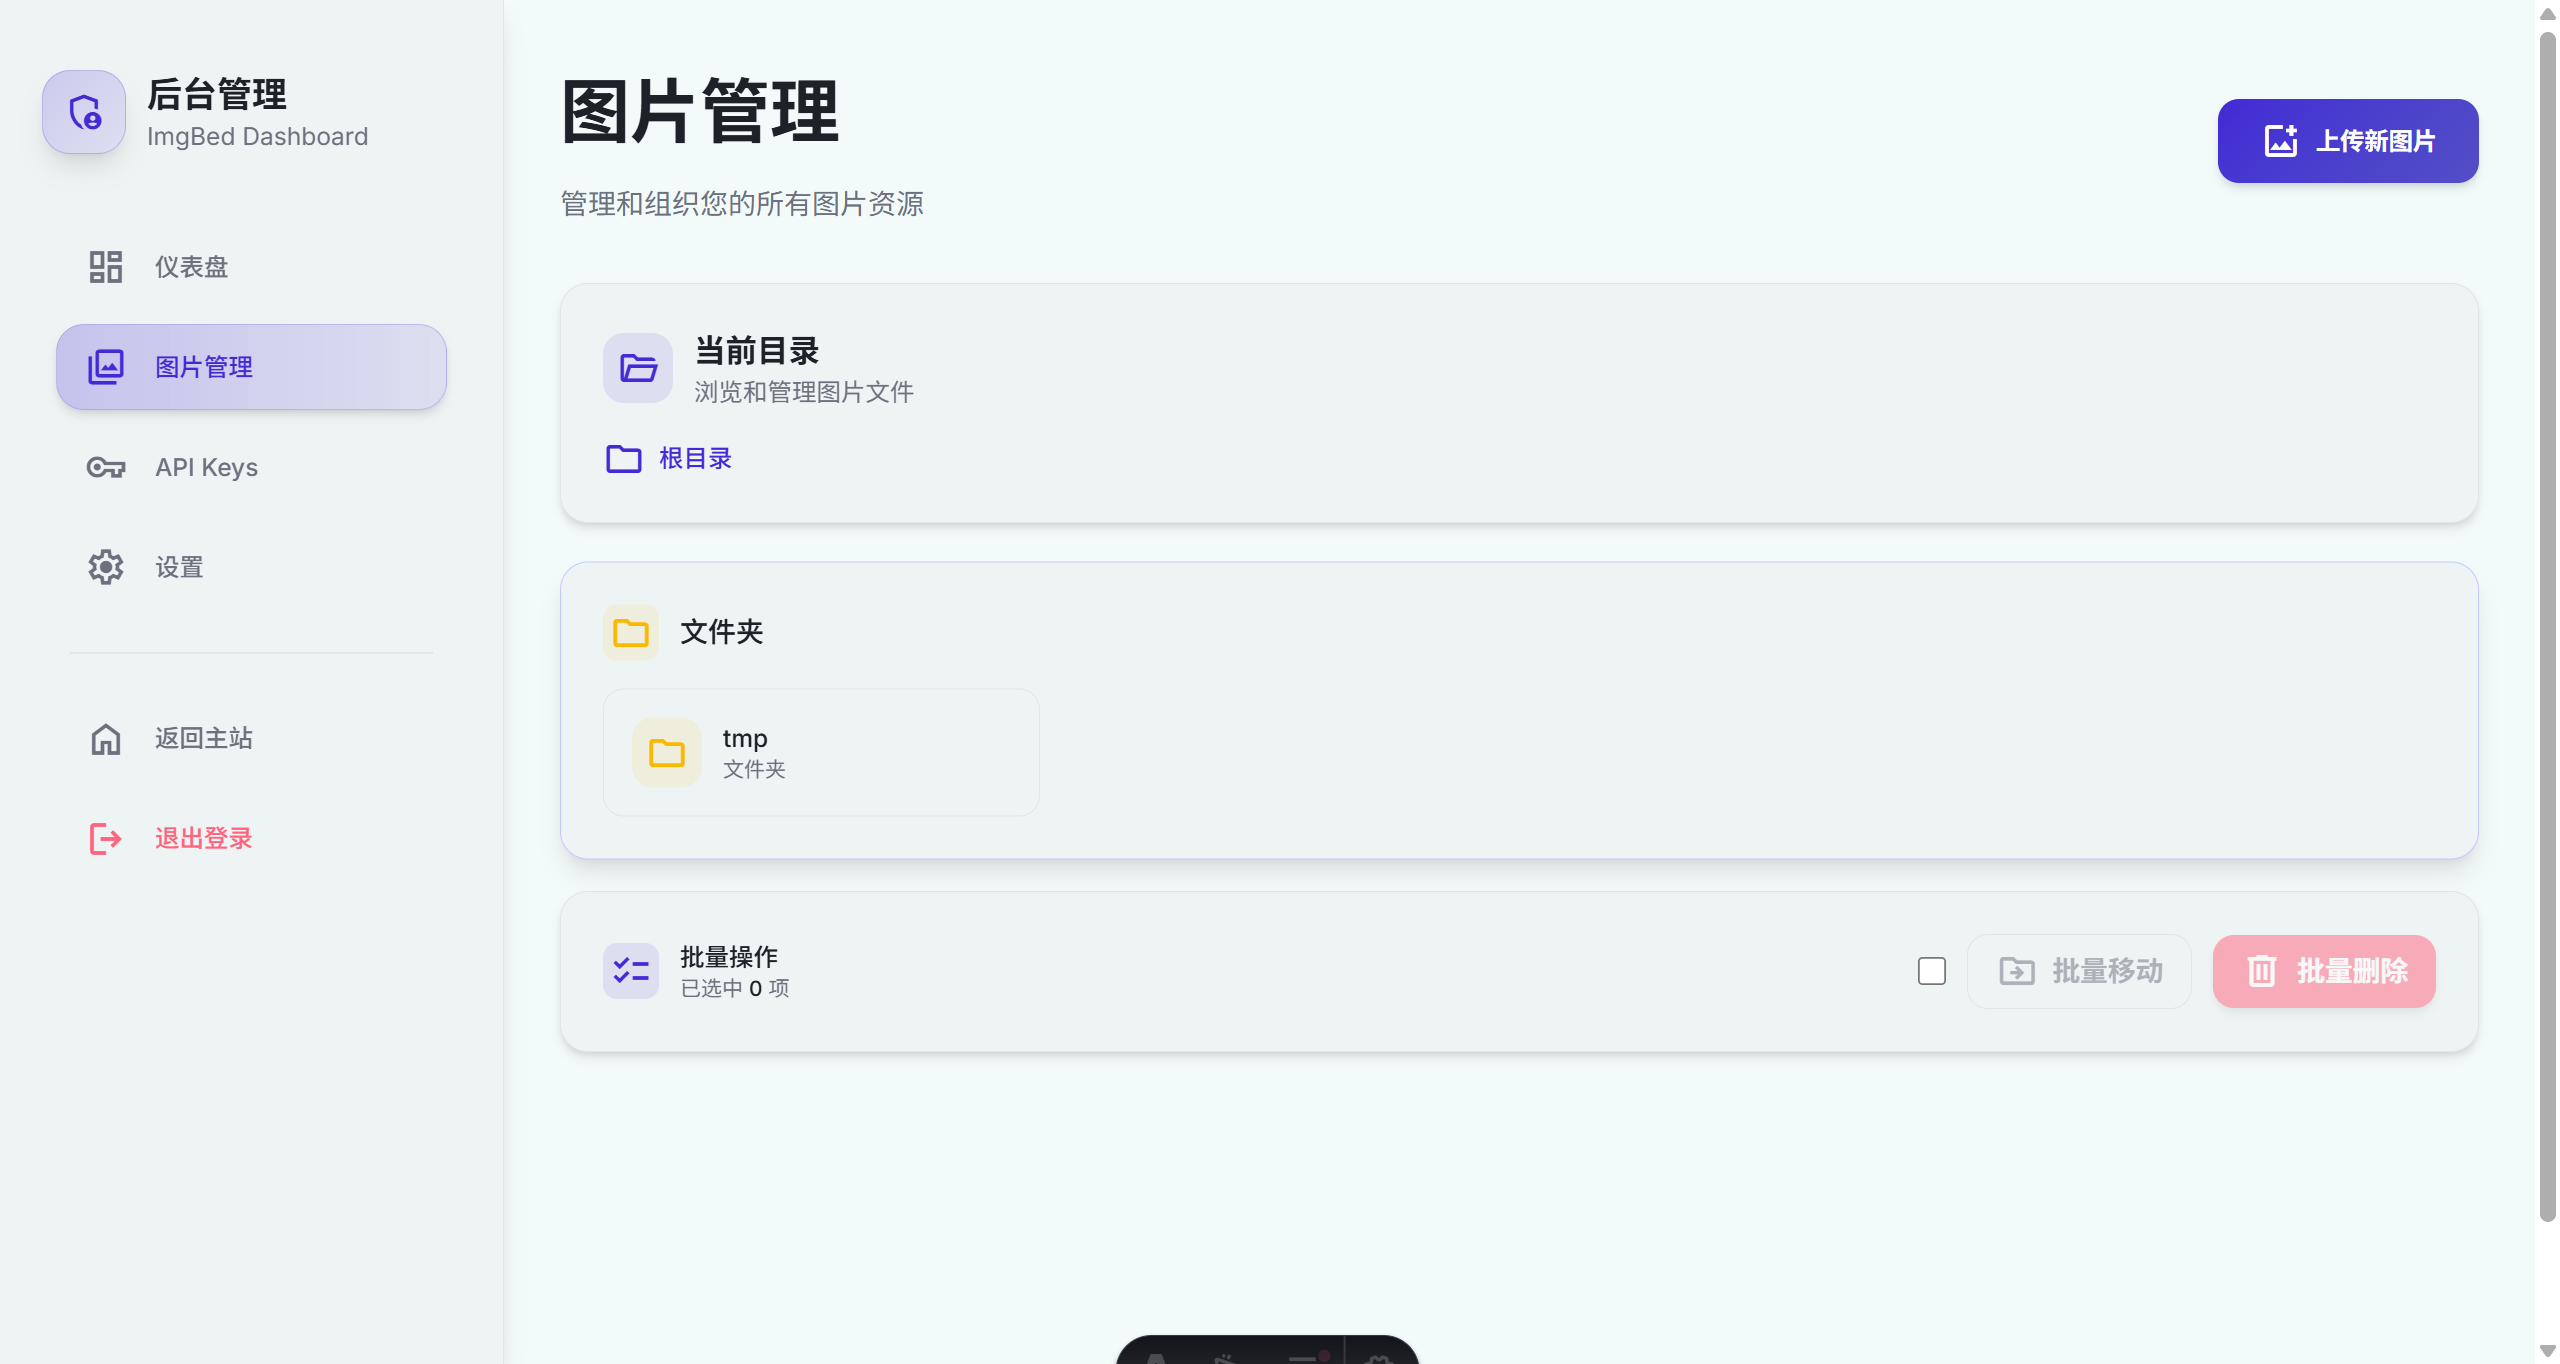 后台管理
ImgBed Dashboard
仪表盘
图片管理
API Keys
设置
返回主站
退出登录
图片管理
管理和组织您的所有图片资源
上传新图片
当前目录
浏览和管理图片文件
根目录
文件夹
tmp
文件夹
批量操作
已选中 0 项
批量移动
批量删除